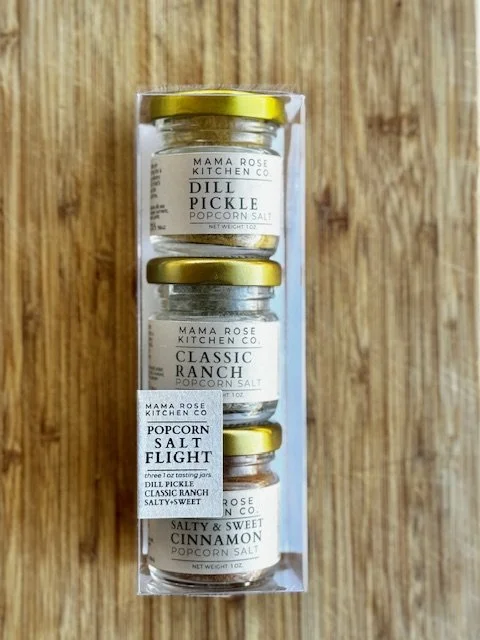 MAMA ROSE
KITCHEN CO.
DILL
PICKLE
POPCORN SALT
NET WEIGHT 1 OZ.
MAMA ROSE
KITCHEN CO.
CLASSIC
RANCH
POPCORN SALT
1 OZ.
MAMA ROSE
KITCHEN CO
POPCORN
SALT
FLIGHT
three 1 oz tasting jars
DILL PICKLE
CLASSIC RANCH
SALTY+SWEET
ROSE
CO.
SALTY & SWEET
CINNAMON
POPCORN SALT
NET WEIGHT 1 OZ.